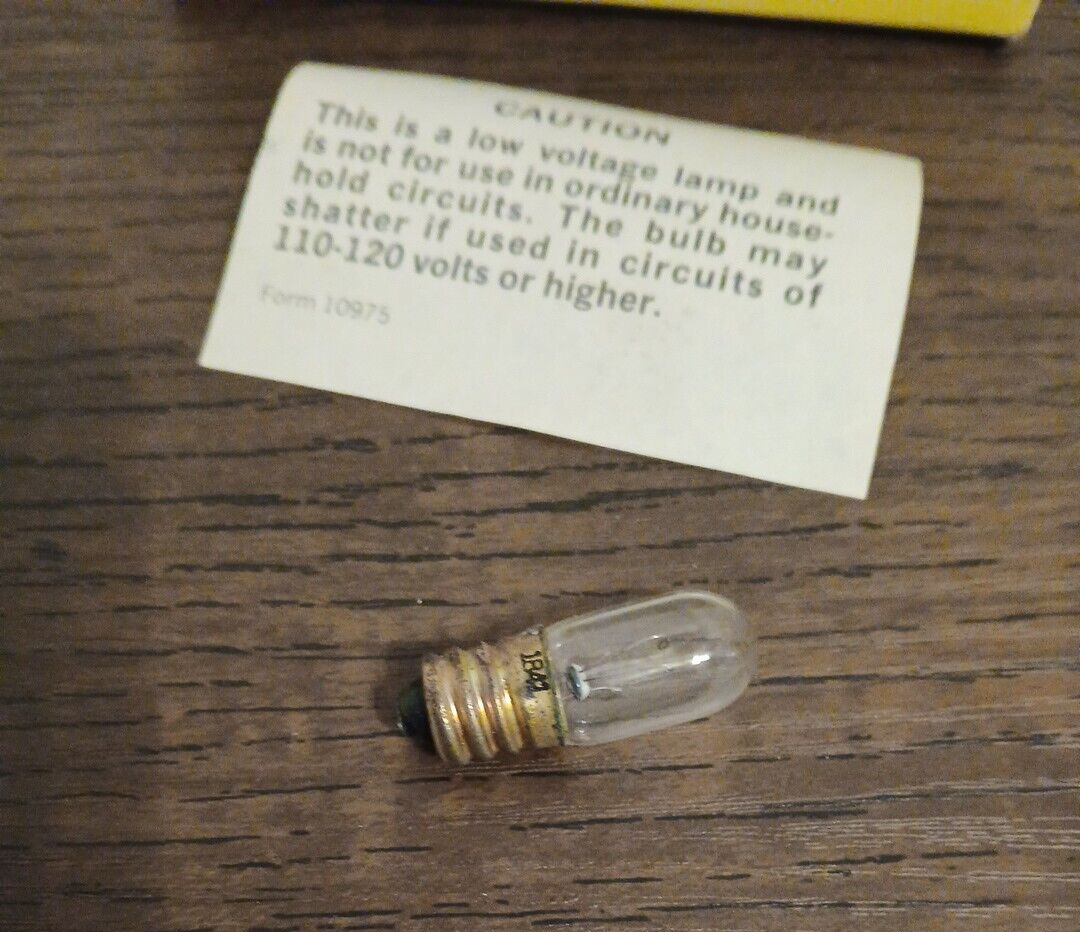 CAUTION
This is a low voltage lamp and
is not for use in ordinary house-
hold circuits. The bulb may
shatter if used in circuits of
110-120 volts or higher.
Form 10975